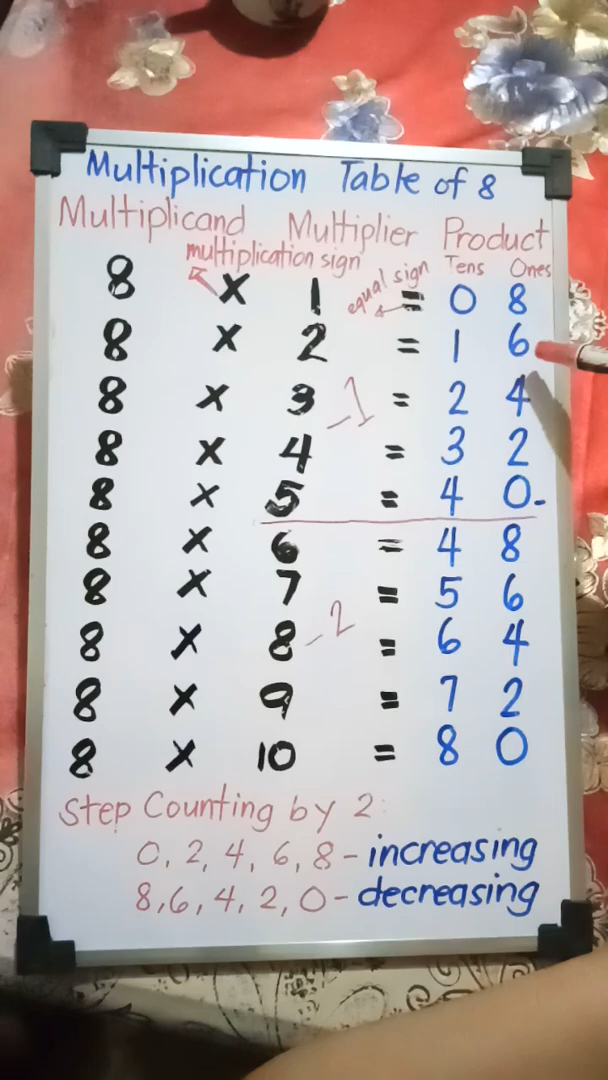 Multiplication Table of 8
Multiplicand Multiplier Product
multiplication sign equal sign Tens Ones
8 x 1 = 0 8
8 x 2 = 1 6
8 x 3 = 2 4
-1
8 x 4 = 3 2
8 x 5 = 4 0-
8 x 6 = 4 8
8 x 7 = 5 6
-2
8 x 8 = 6 4
8 x 9 = 7 2
8 x 10 = 8 0
Step Counting by 2:
0, 2, 4, 6, 8 - increasing
8, 6, 4, 2, 0 - decreasing